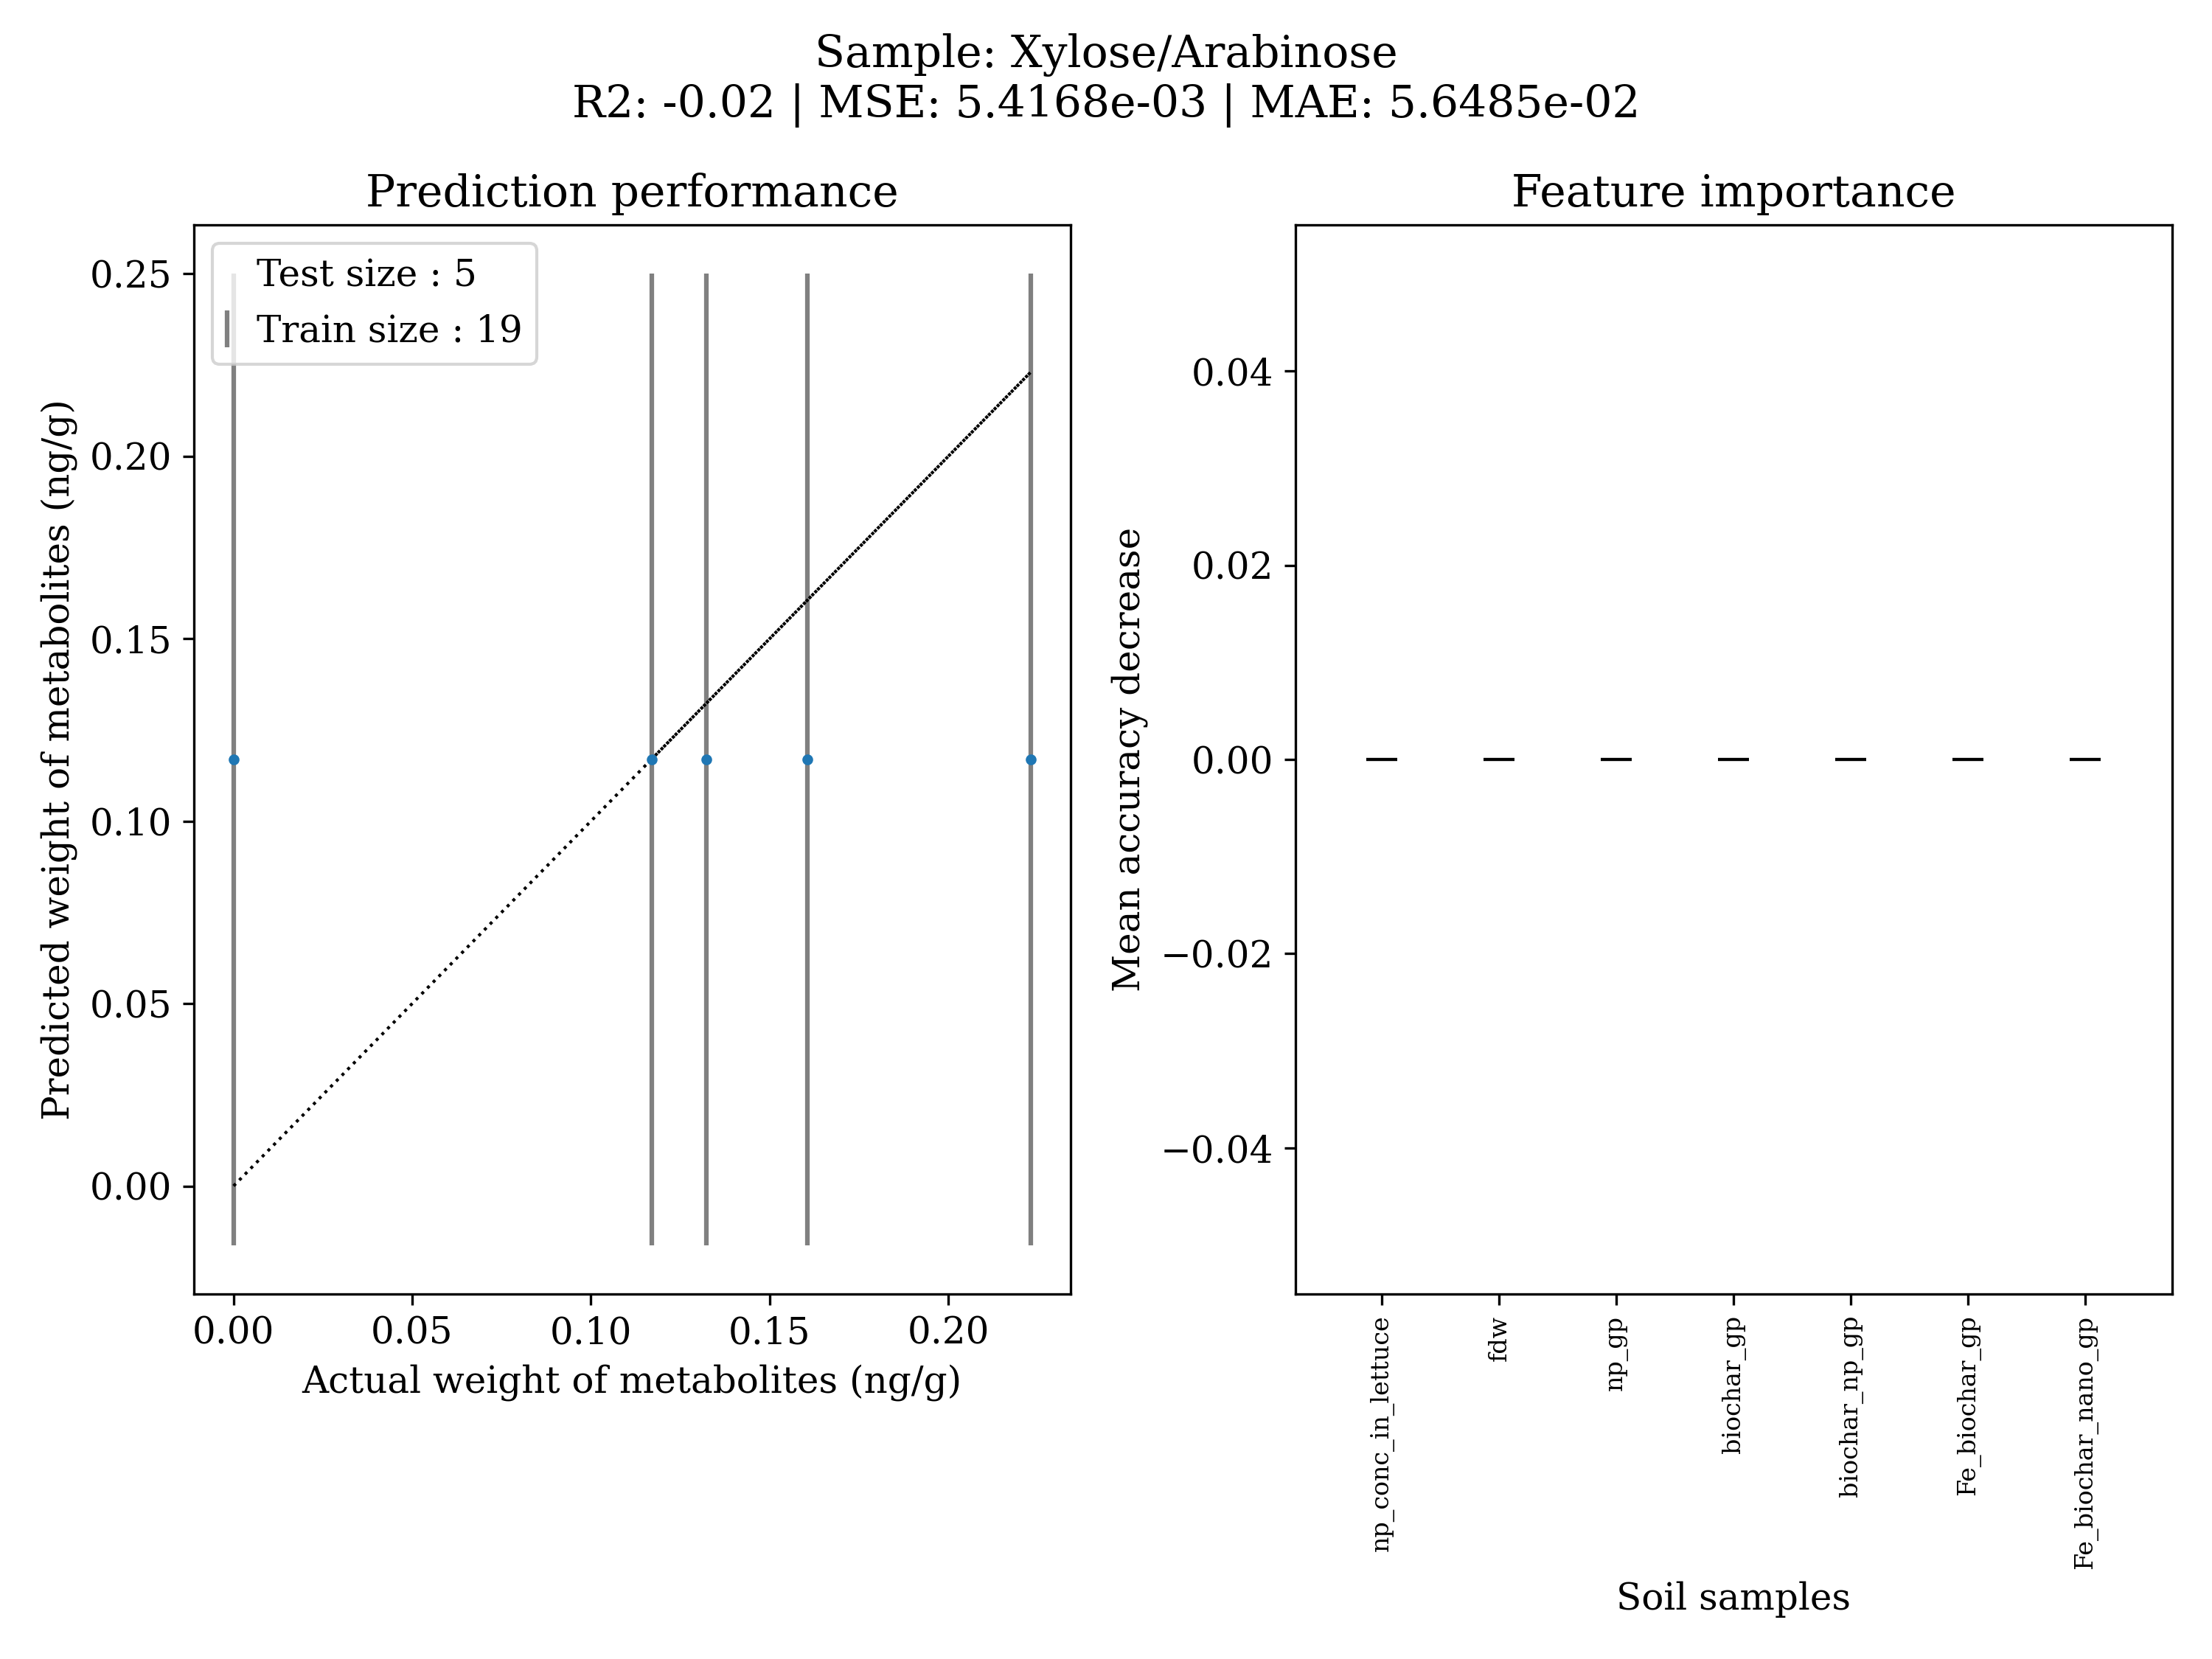 Sample: Xylose/Arabinose
R2: -0.02 | MSE: 5.4168e-03 | MAE: 5.6485e-02
Prediction performance
Test size : 5
Train size : 19
0.25
0.20
0.15
0.10
0.05
0.00
Predicted weight of metabolites (ng/g)
0.00 0.05 0.10 0.15 0.20
Actual weight of metabolites (ng/g)
Feature importance
0.04
0.02
0.00
−0.02
−0.04
Mean accuracy decrease
np_conc_in_lettuce
fdw
np_gp
biochar_gp
biochar_np_gp
Fe_biochar_gp
Fe_biochar_nano_gp
Soil samples